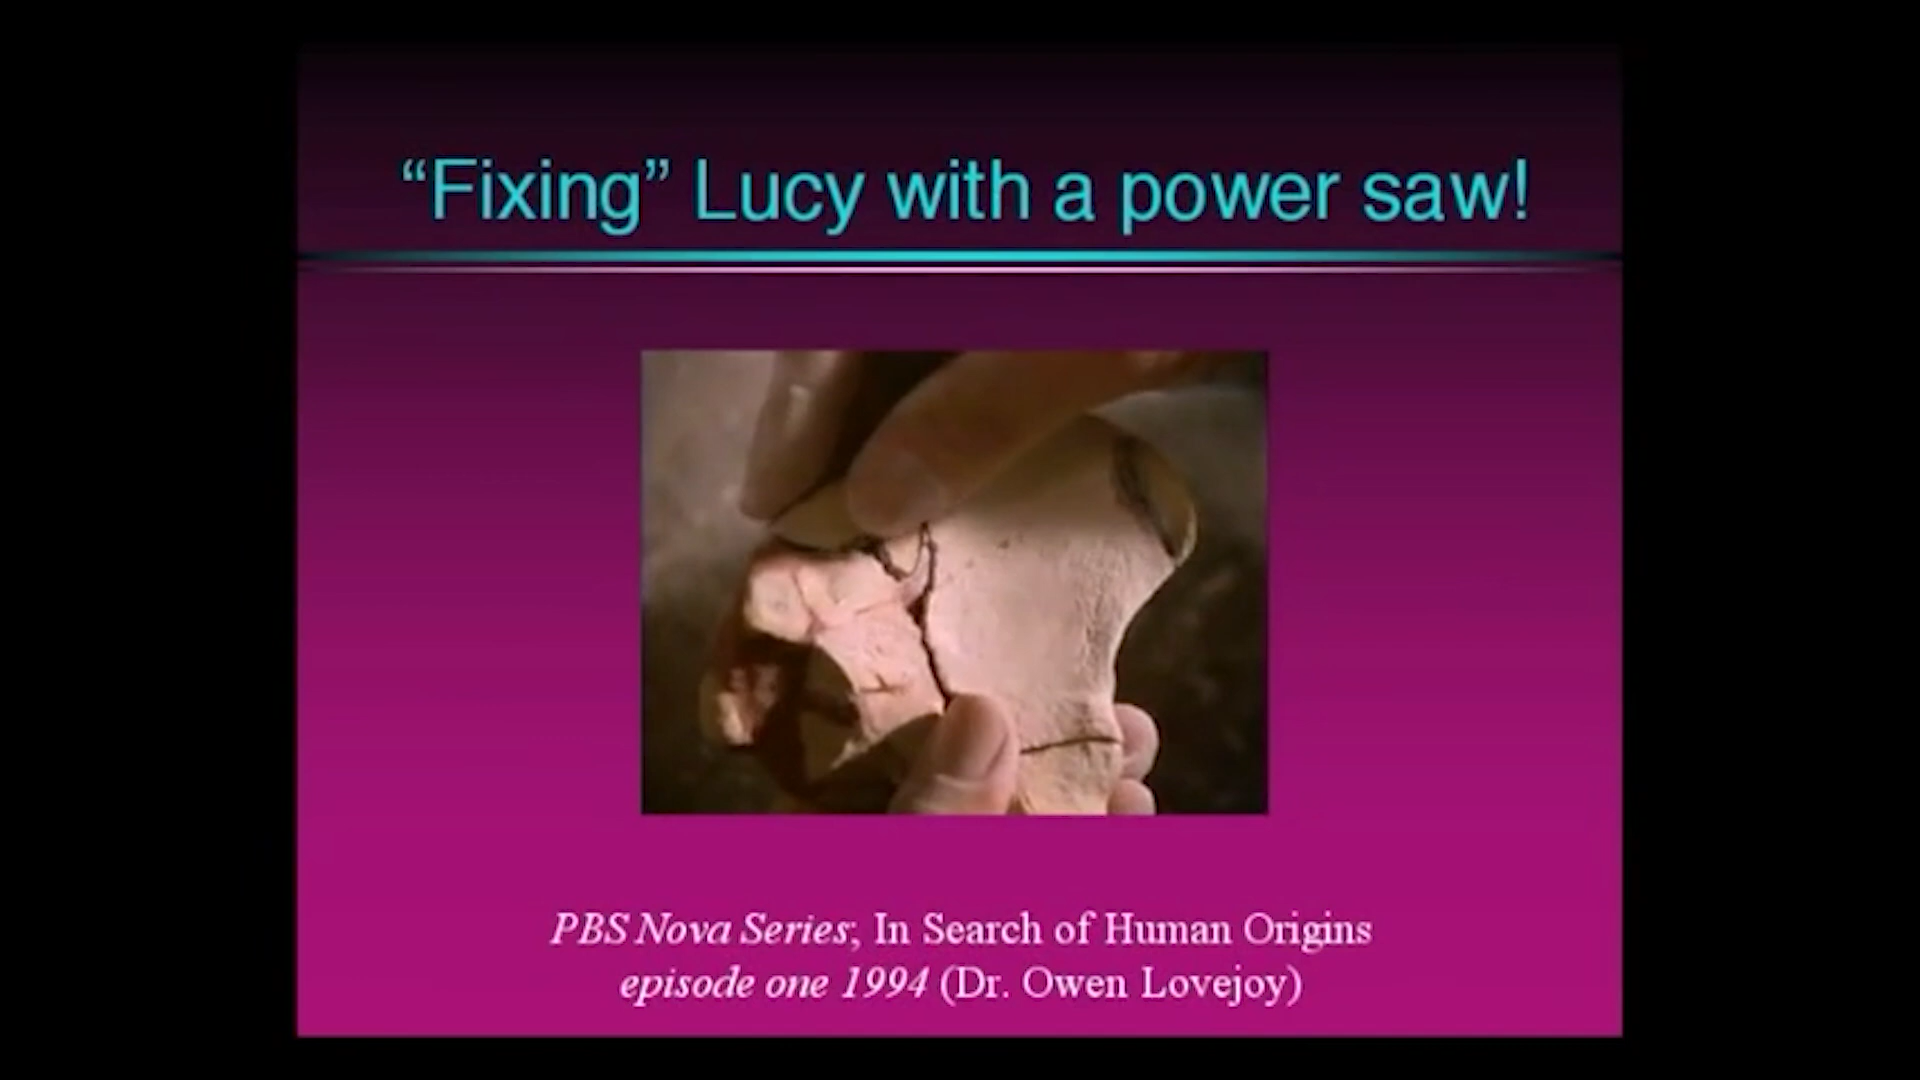 “Fixing” Lucy with a power saw!
PBS Nova Series; In Search of Human Origins
episode one 1994 (Dr. Owen Lovejoy)